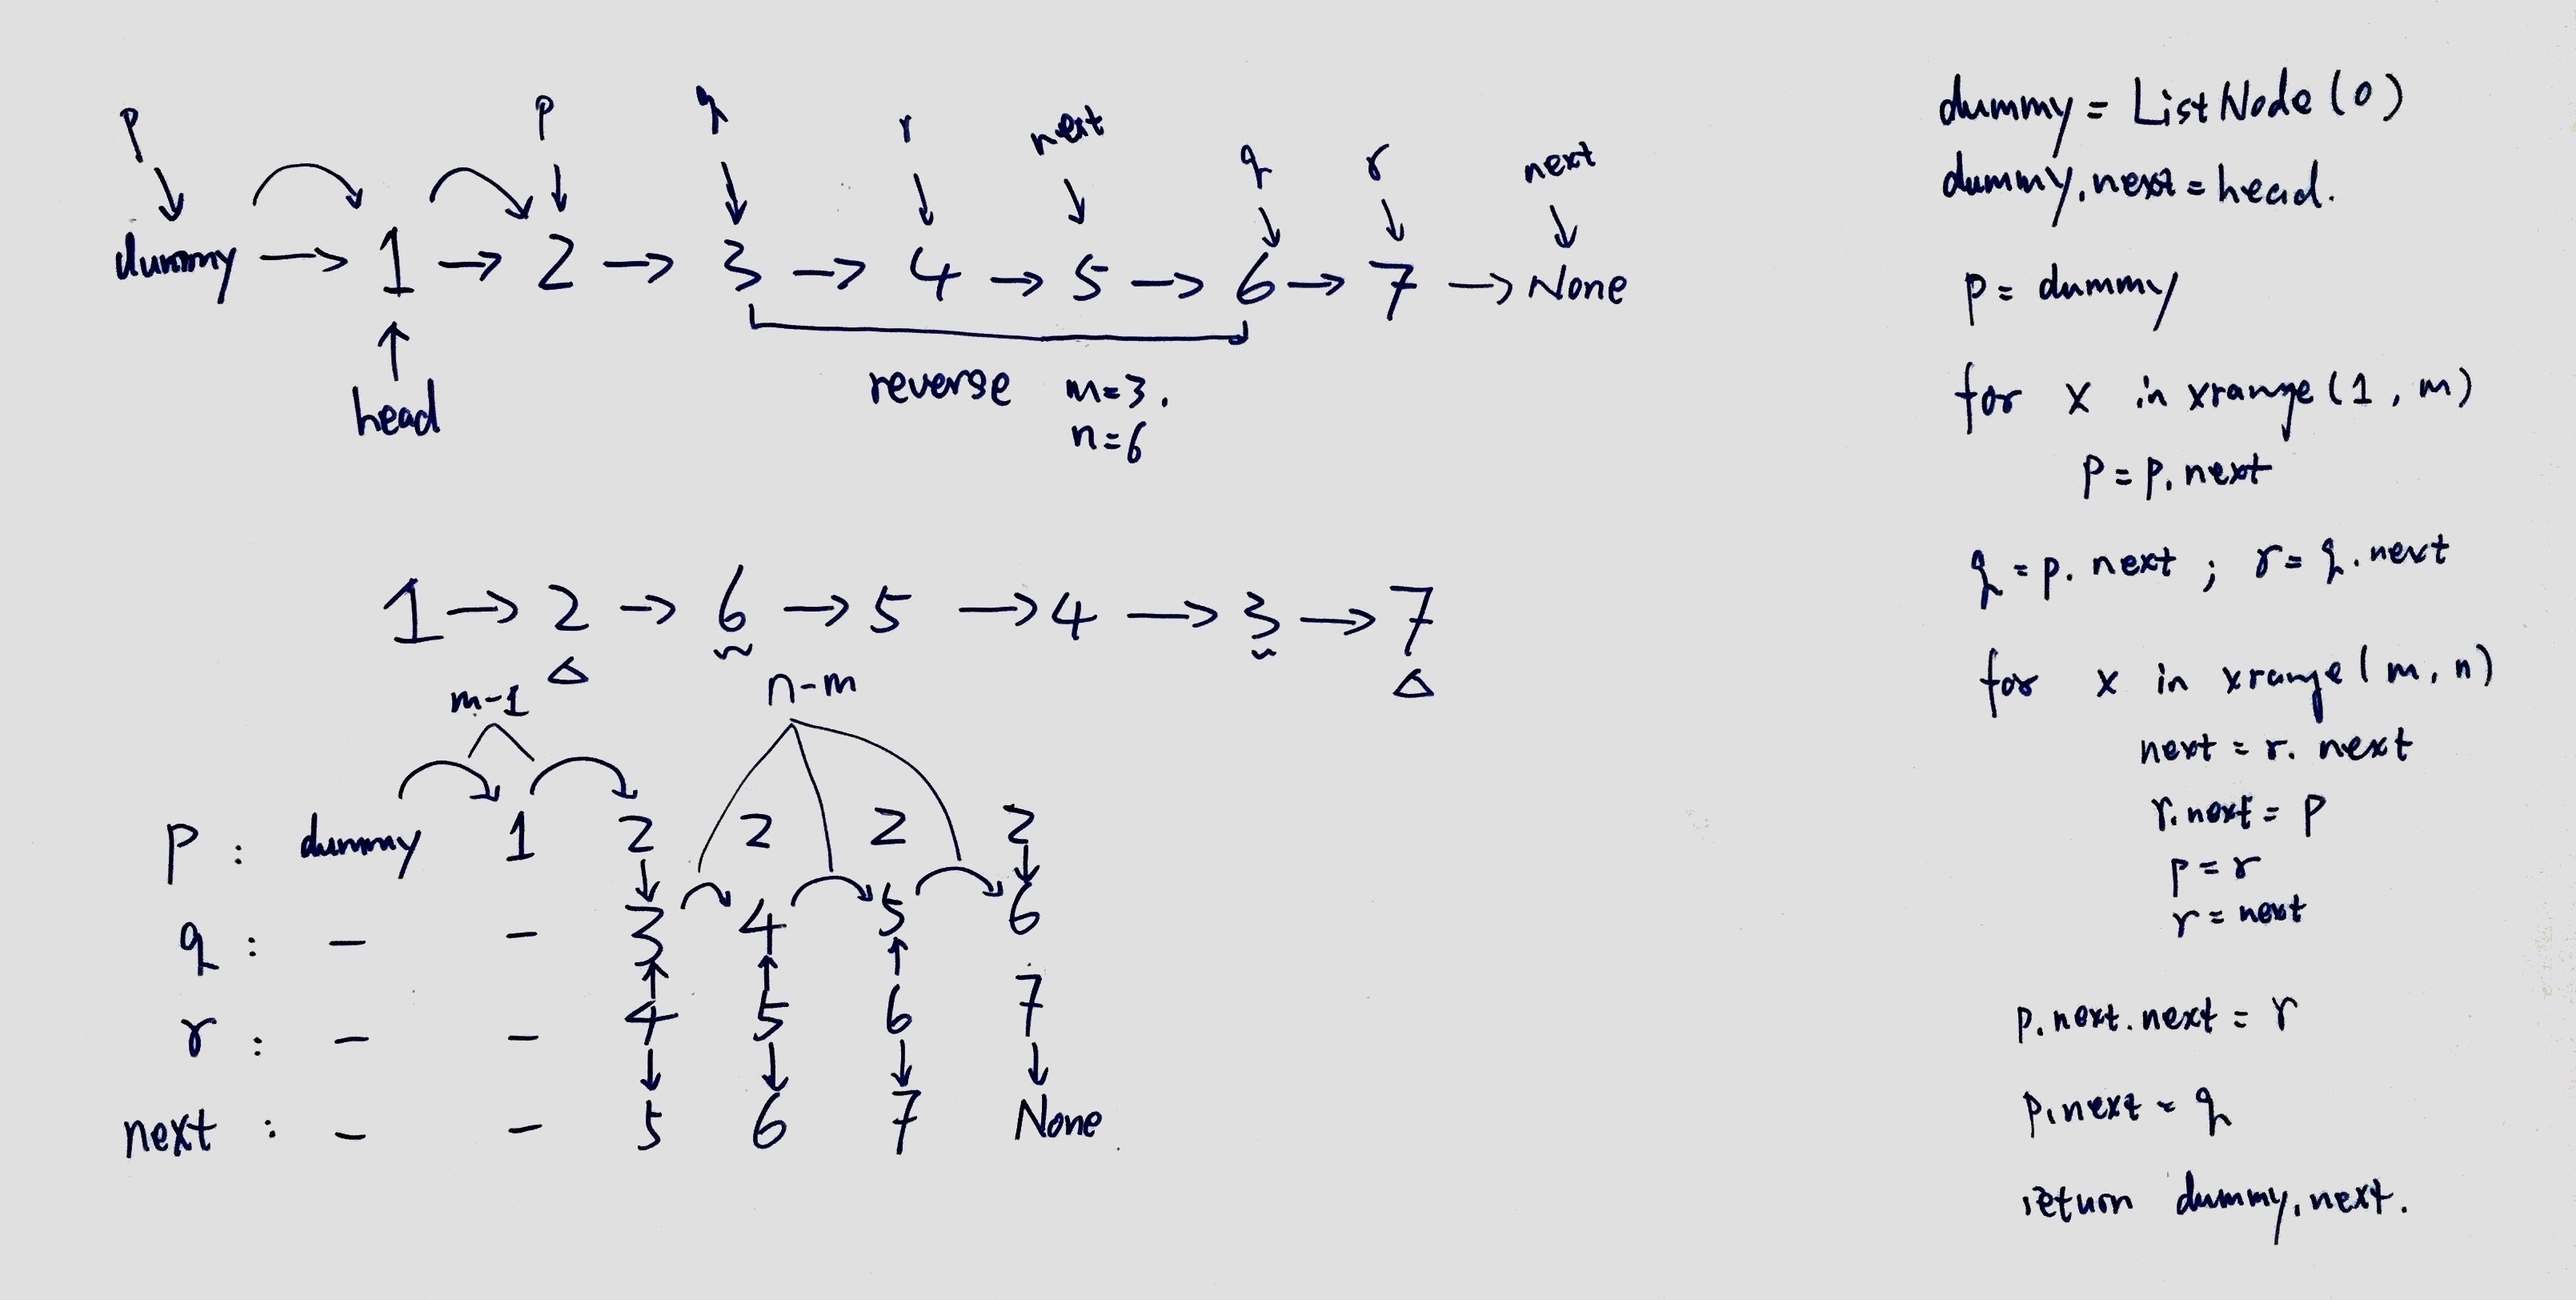 p p q r next q r next
dummy → 1 → 2 → 3 → 4 → 5 → 6 → 7 → None
head
reverse m=3.
n=6
1 → 2 → 6 → 5 → 4 → 3 → 7
m-1 n-m
p : dummy 1 2 2 2 2
q : - - 3 4 5 6
r : - - 4 5 6 7
next : - - 5 6 7 None
dummy = ListNode(0)
dummy.next = head.
p = dummy
for x in xrange(1, m)
p = p.next
q = p.next ; r = q.next
for x in xrange(m, n)
next = r.next
r.next = p
p = r
r = next
p.next.next = r
p.next = q
return dummy.next.